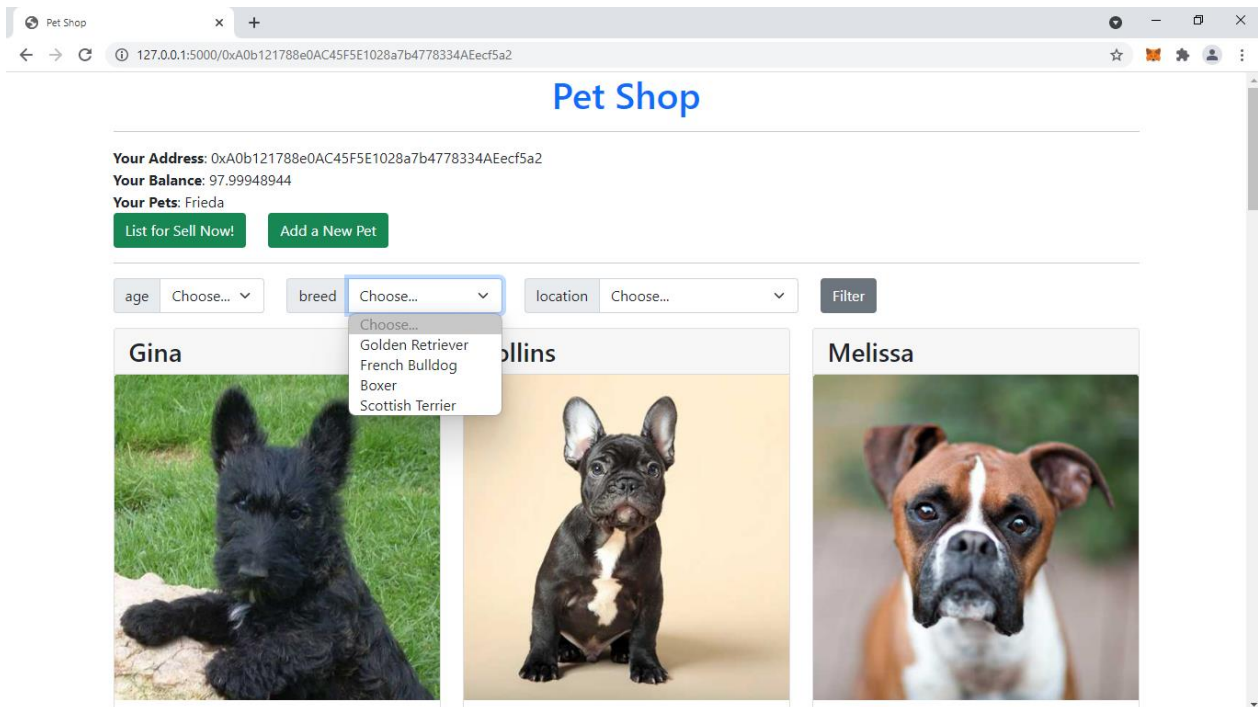 Pet Shop
127.0.0.1:5000/0xA0b121788e0AC45F5E1028a7b4778334AEecf5a2
Pet Shop
Your Address: 0xA0b121788e0AC45F5E1028a7b4778334AEecf5a2
Your Balance: 97.99948944
Your Pets: Frieda
List for Sell Now! Add a New Pet
age Choose... breed Choose... location Choose... Filter
Choose...
Golden Retriever
French Bulldog
Boxer
Scottish Terrier
Gina ollins Melissa